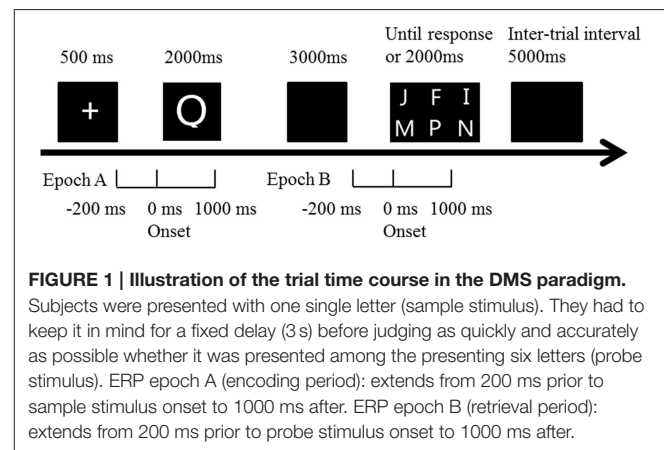 Until response Inter-trial interval
500 ms 2000ms 3000ms or 2000ms 5000ms
+ Q J F I
M P N
Epoch A Epoch B
-200 ms 0 ms 1000 ms -200 ms 0 ms 1000 ms
Onset Onset
FIGURE 1 | Illustration of the trial time course in the DMS paradigm.
Subjects were presented with one single letter (sample stimulus). They had to
keep it in mind for a fixed delay (3 s) before judging as quickly and accurately
as possible whether it was presented among the presenting six letters (probe
stimulus). ERP epoch A (encoding period): extends from 200 ms prior to
sample stimulus onset to 1000 ms after. ERP epoch B (retrieval period):
extends from 200 ms prior to probe stimulus onset to 1000 ms after.